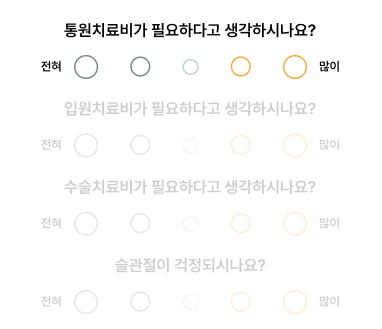 통원치료비가 필요하다고 생각하시나요?
전혀 많이
입원치료비가 필요하다고 생각하시나요?
전혀 많이
수술치료비가 필요하다고 생각하시나요?
전혀 많이
슬관절이 걱정되시나요?
전혀 많이